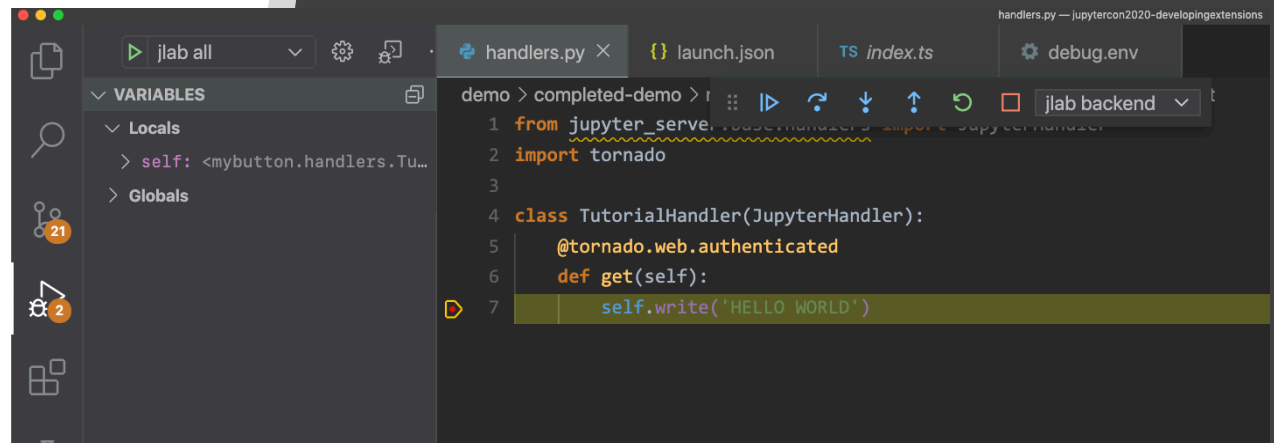 handlers.py — jupytercon2020-developingextensions
jlab all
handlers.py
{} launch.json
TS index.ts
debug.env
VARIABLES
demo > completed-demo >
jlab backend
Locals
self: <mybutton.handlers.Tu…
Globals
21
2
1 from jupyter_server.base.handlers import JupyterHandler
2 import tornado
3
4 class TutorialHandler(JupyterHandler):
5 @tornado.web.authenticated
6 def get(self):
7 self.write('HELLO WORLD')